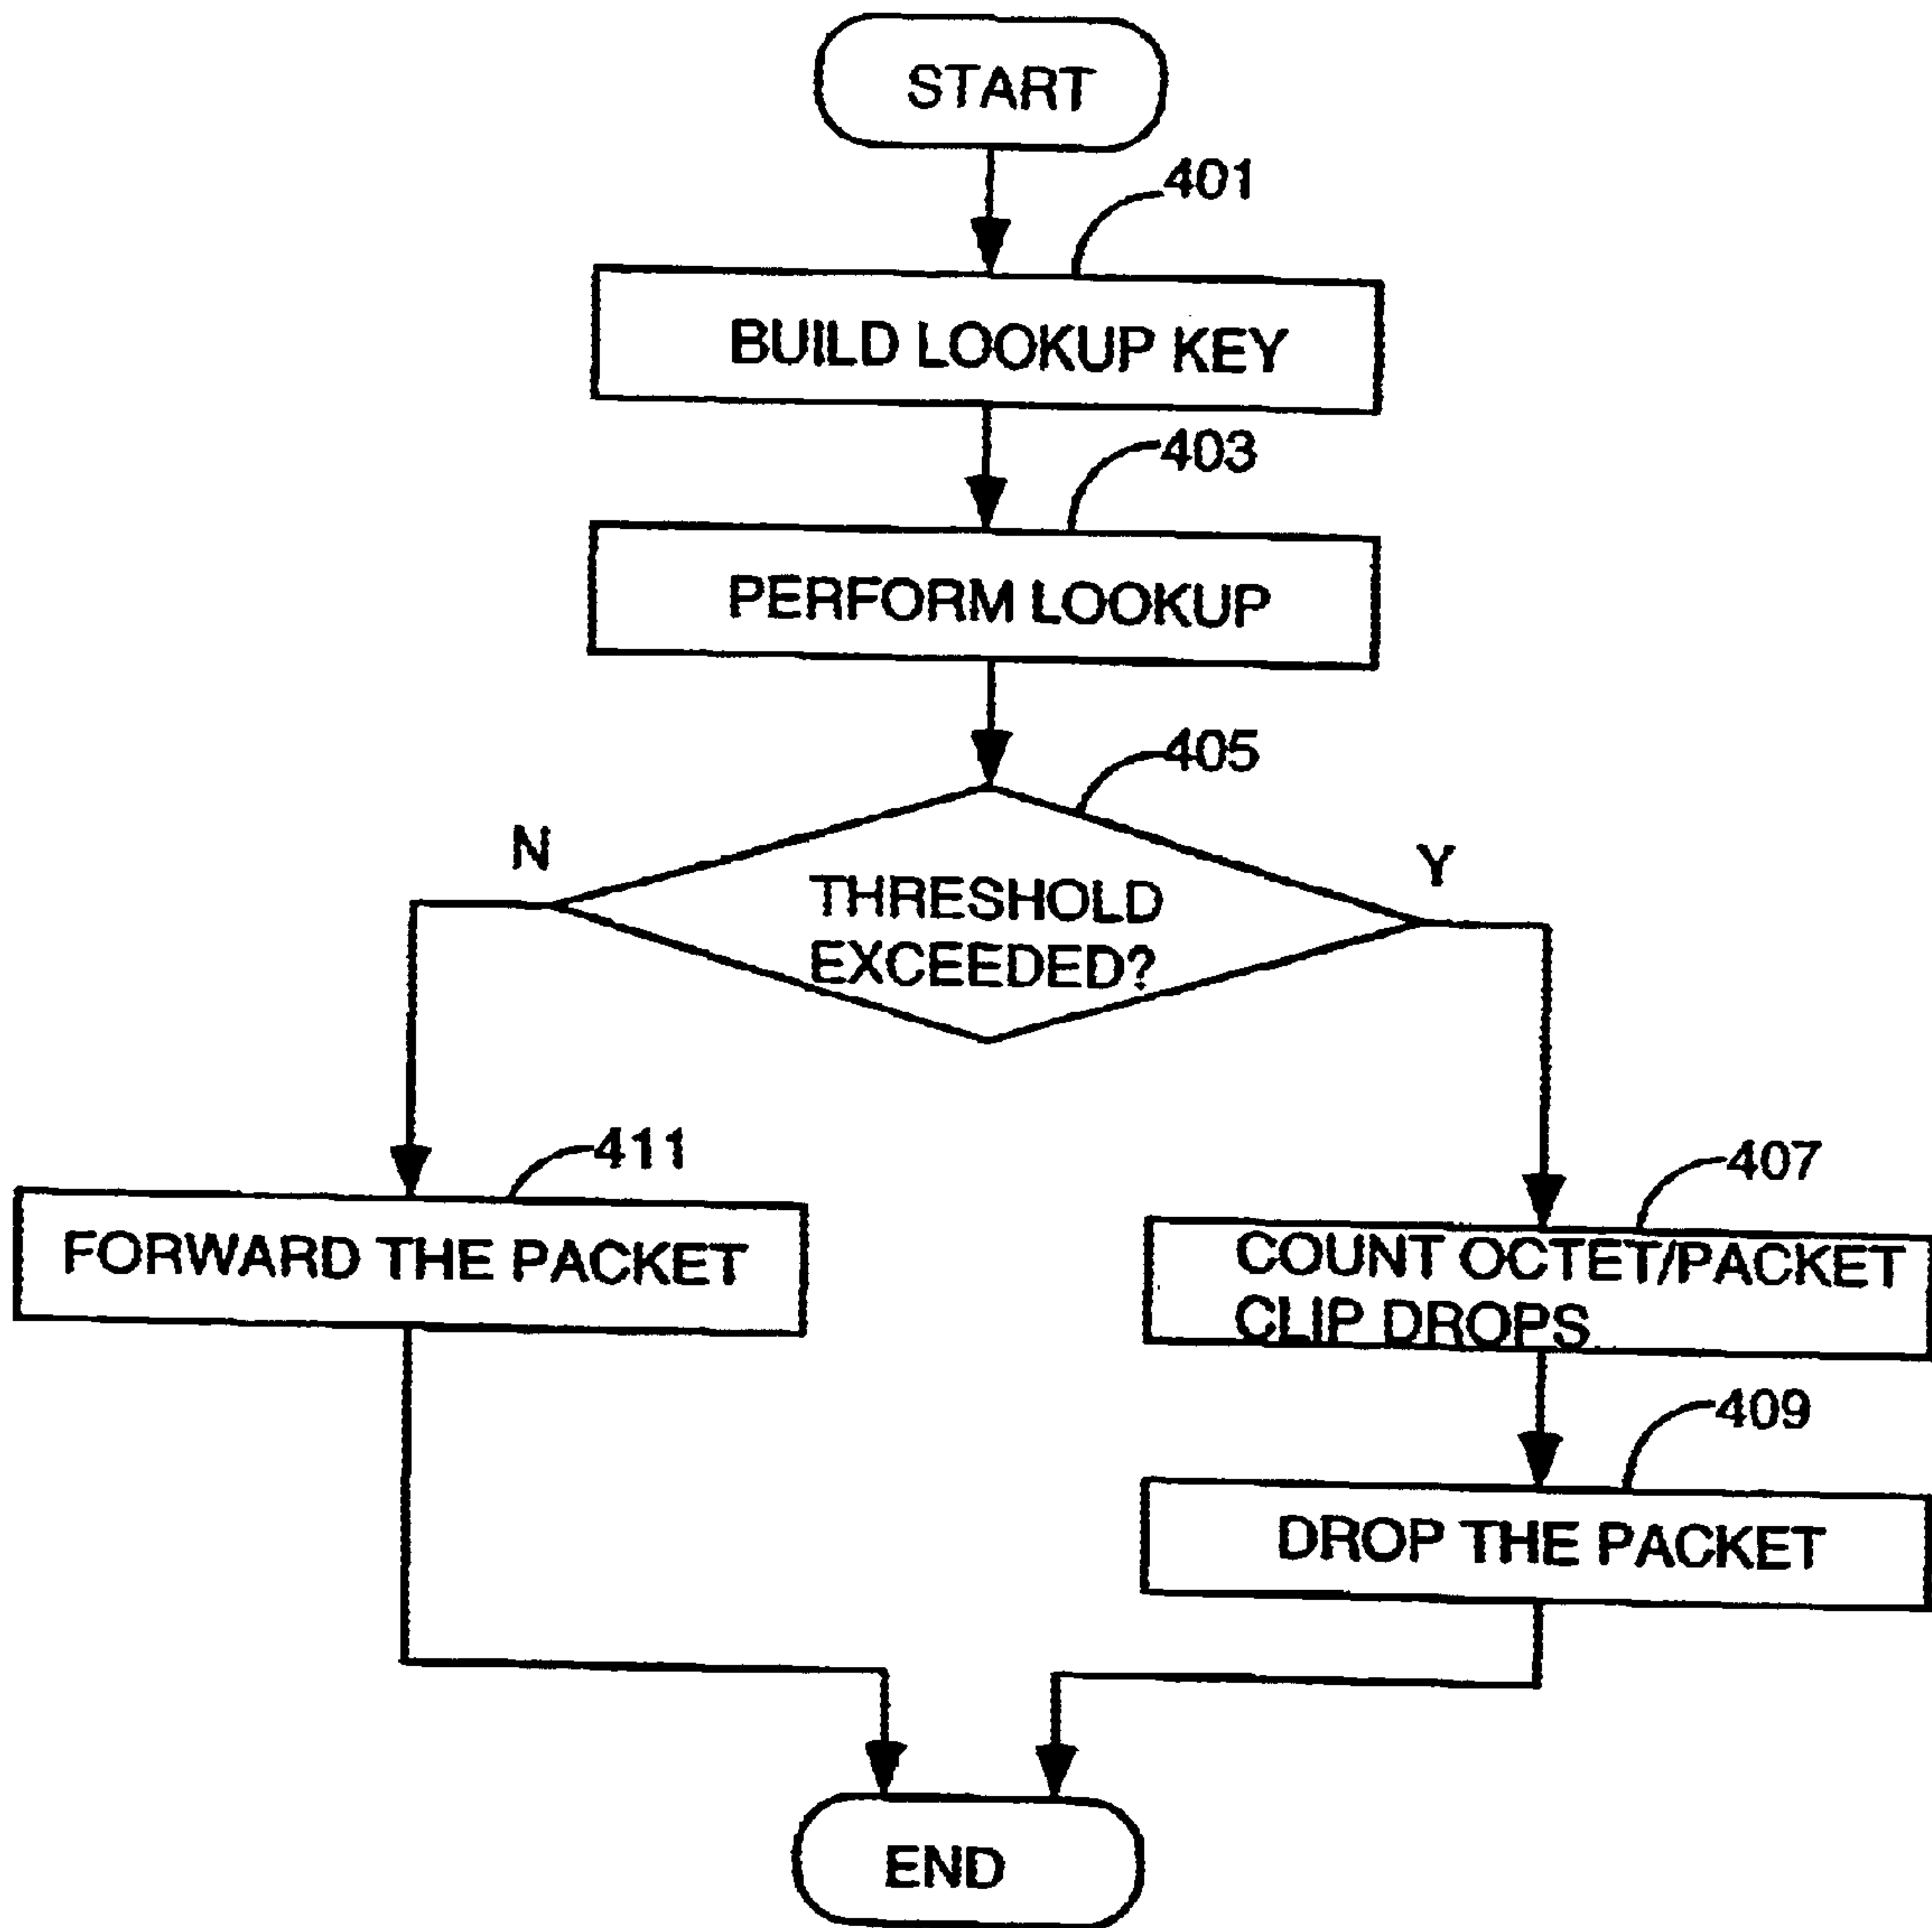 START
401
BUILD LOOKUP KEY
403
PERFORM LOOKUP
405
N
Y
THRESHOLD
EXCEEDED?
411
FORWARD THE PACKET
407
COUNT OCTET/PACKET
CLIP DROPS
409
DROP THE PACKET
END